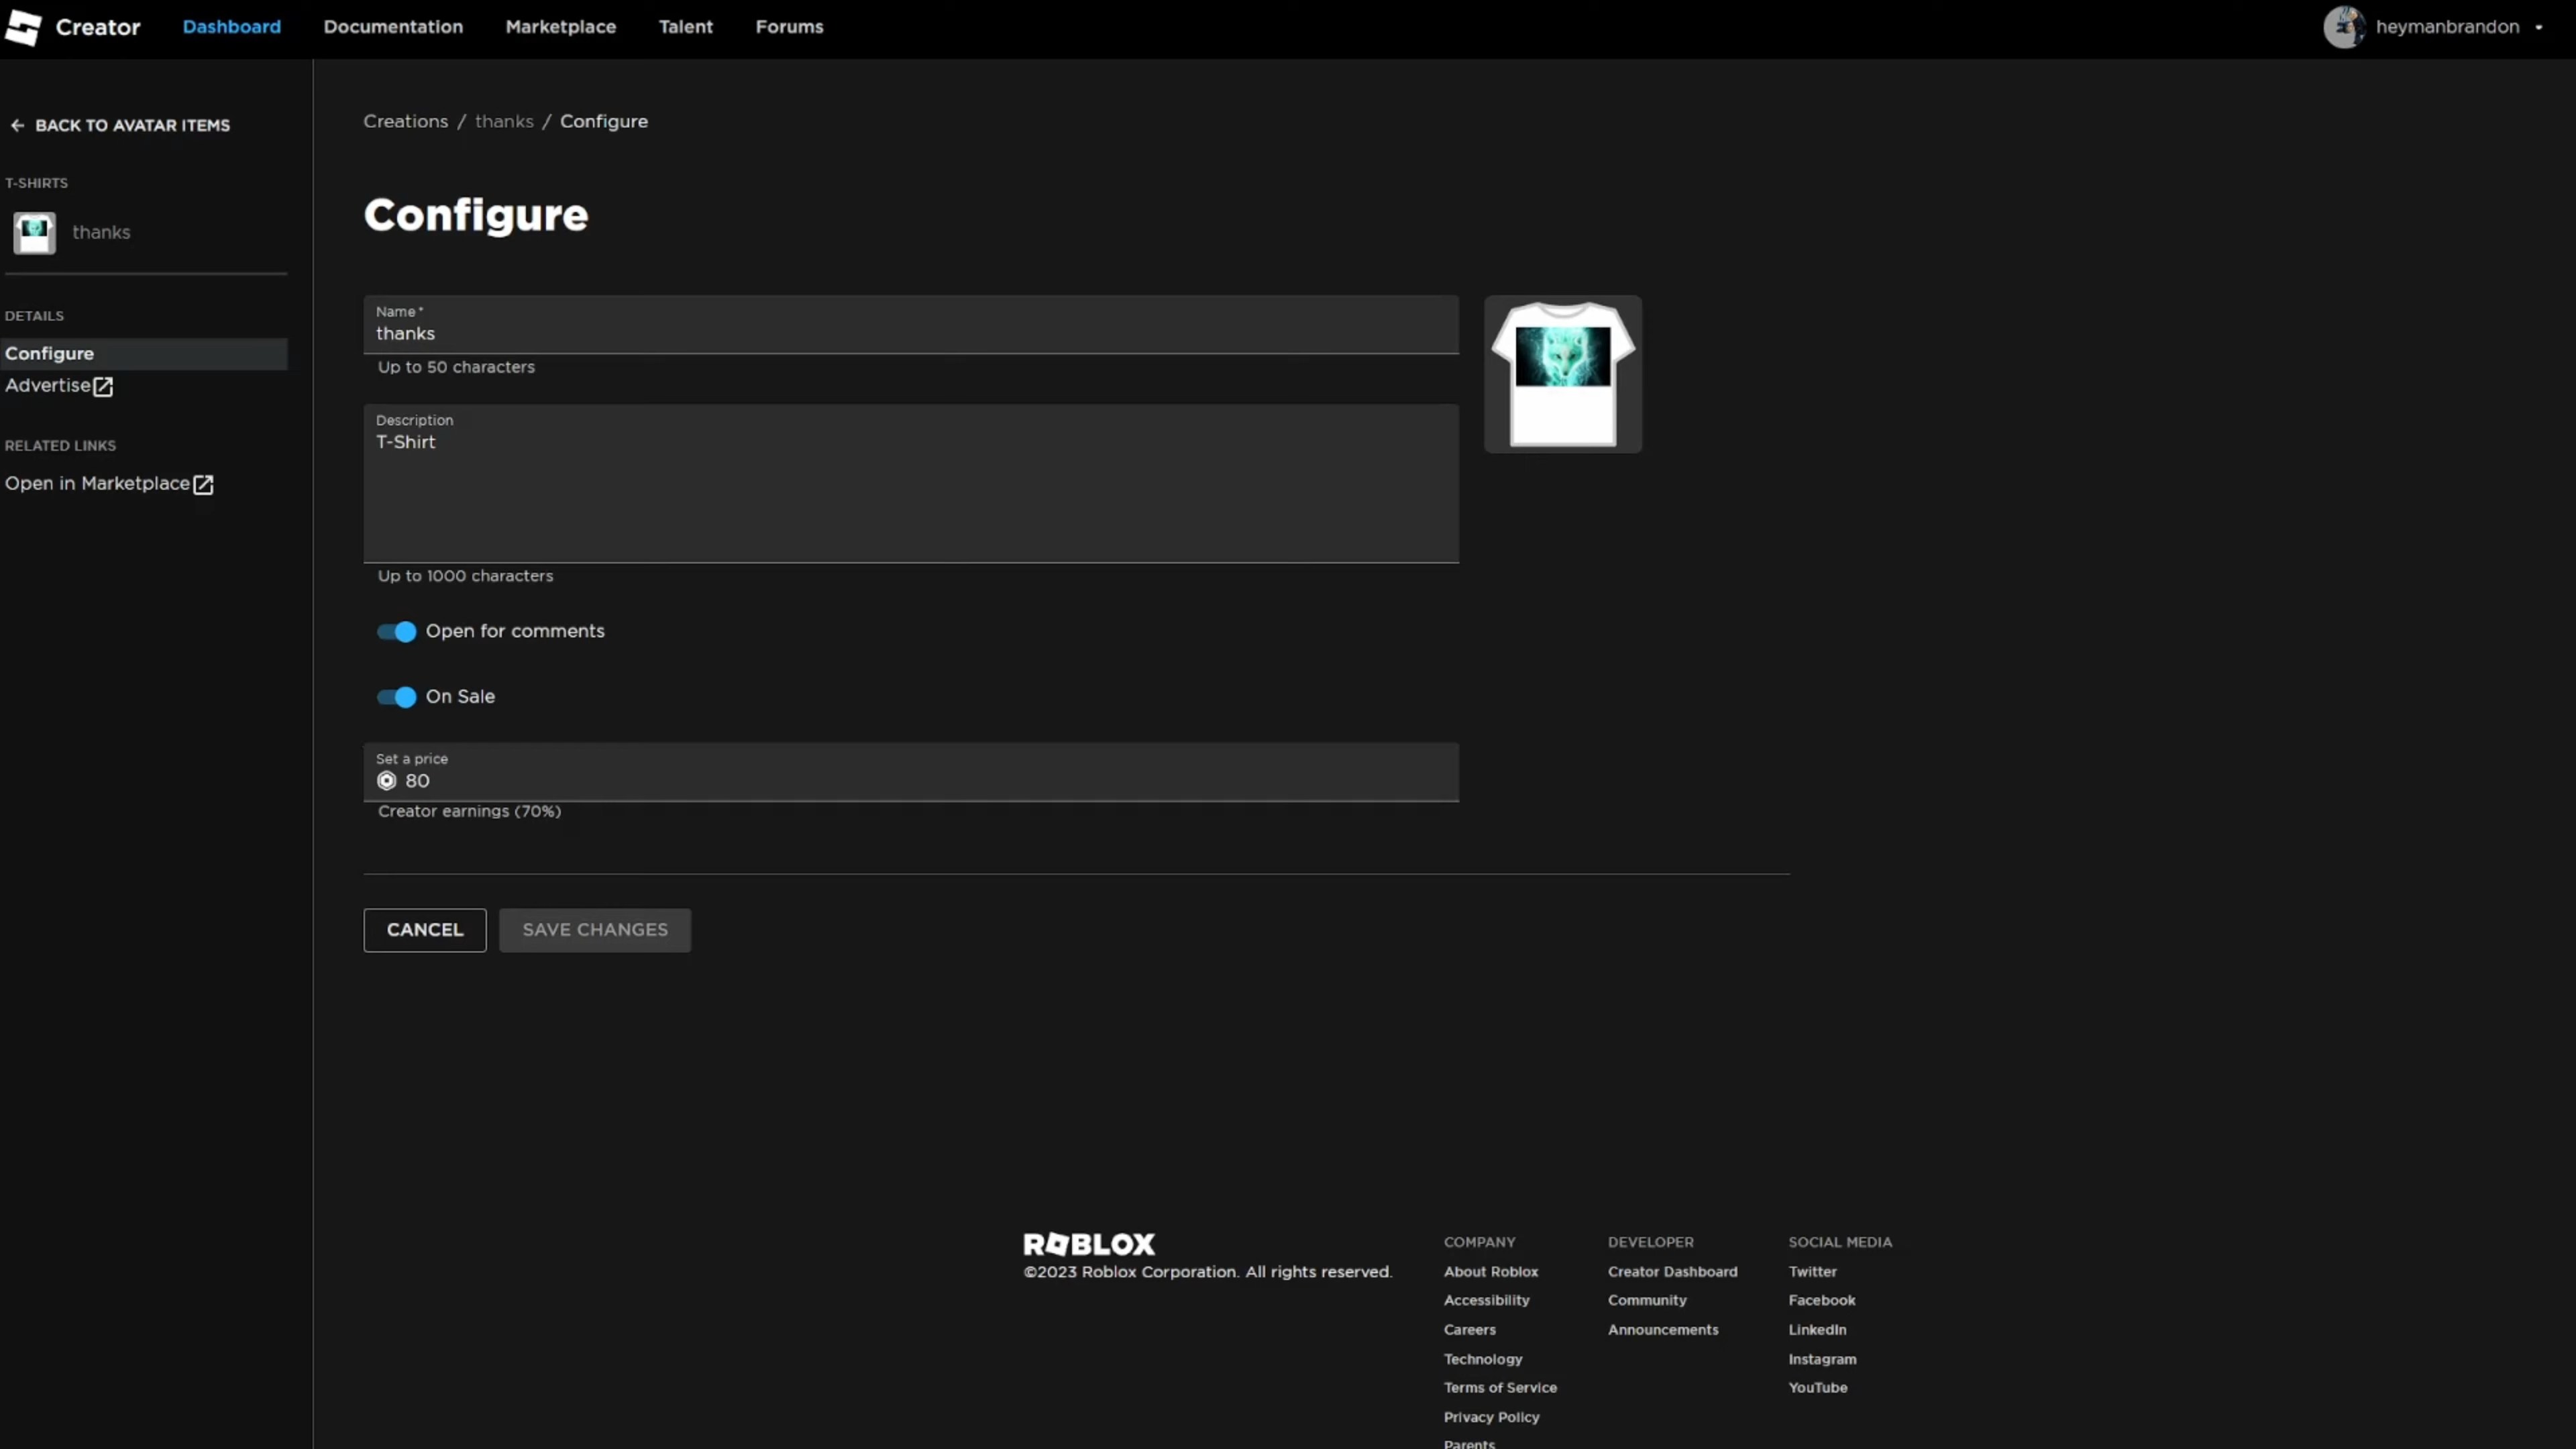 Creator
Dashboard
Documentation
Marketplace
Talent
Forums
heymanbrandon
BACK TO AVATAR ITEMS
T-SHIRTS
thanks
DETAILS
Configure
Advertise
RELATED LINKS
Open in Marketplace
Creations / thanks / Configure
Configure
Name *
thanks
Up to 50 characters
Description
T-Shirt
Up to 1000 characters
Open for comments
On Sale
Set a price
80
Creator earnings (70%)
CANCEL
SAVE CHANGES
ROBLOX
©2023 Roblox Corporation. All rights reserved.
COMPANY
About Roblox
Accessibility
Careers
Technology
Terms of Service
Privacy Policy
Parents
DEVELOPER
Creator Dashboard
Community
Announcements
SOCIAL MEDIA
Twitter
Facebook
LinkedIn
Instagram
YouTube